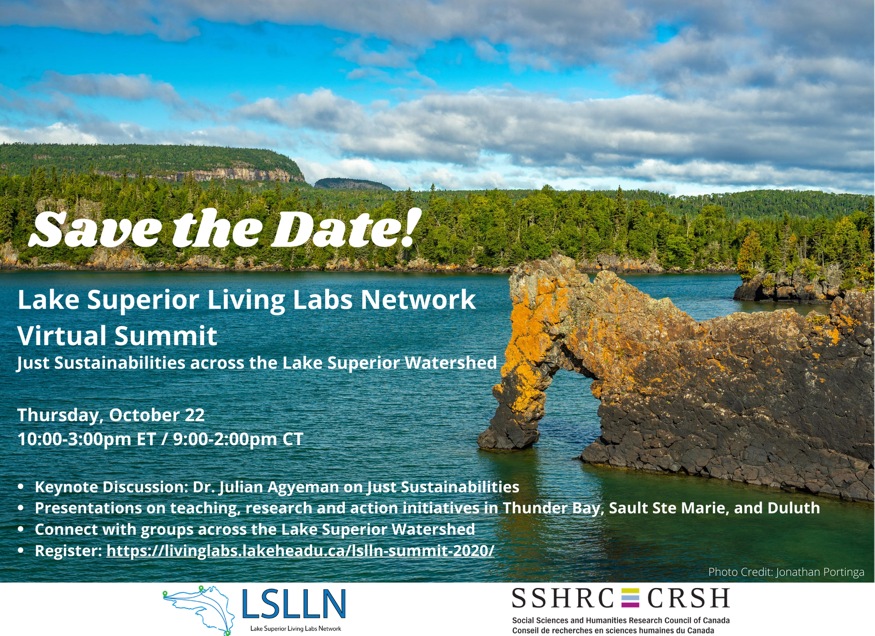 Save the Date!
Lake Superior Living Labs Network
Virtual Summit
Just Sustainabilities across the Lake Superior Watershed
Thursday, October 22
10:00-3:00pm ET / 9:00-2:00pm CT
• Keynote Discussion: Dr. Julian Agyeman on Just Sustainabilities
• Presentations on teaching, research and action initiatives in Thunder Bay, Sault Ste Marie, and Duluth
• Connect with groups across the Lake Superior Watershed
• Register: https://livinglabs.lakeheadu.ca/lslln-summit-2020/
Photo Credit: Jonathan Portinga
LSLLN
Lake Superior Living Labs Network
SSHRC CRSH
Social Sciences and Humanities Research Council of Canada
Conseil de recherches en sciences humaines du Canada